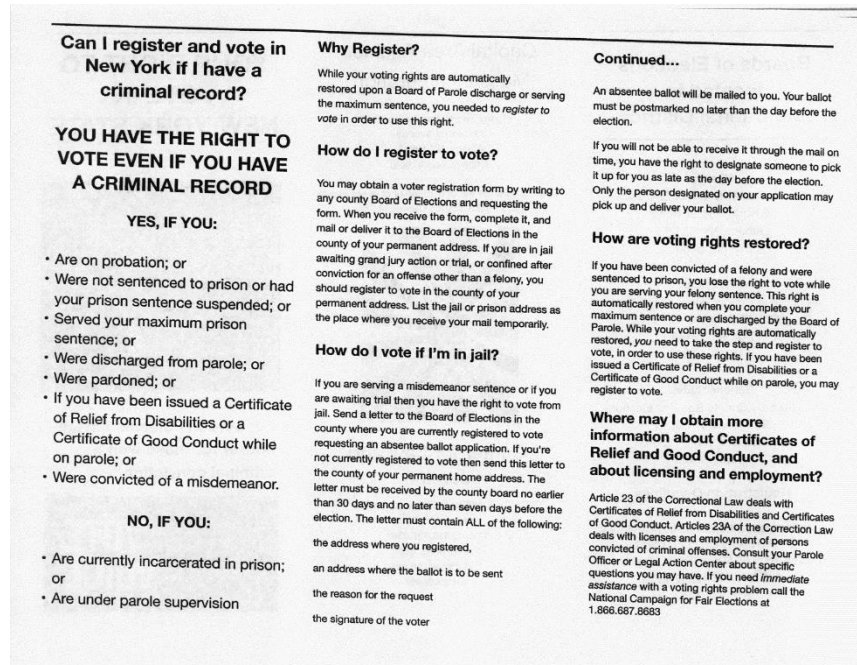 Can I register and vote in
New York if I have a
criminal record?
YOU HAVE THE RIGHT TO
VOTE EVEN IF YOU HAVE
A CRIMINAL RECORD
YES, IF YOU:
• Are on probation; or
• Were not sentenced to prison or had
your prison sentence suspended; or
• Served your maximum prison
sentence; or
• Were discharged from parole; or
• Were pardoned; or
• If you have been issued a Certificate
of Relief from Disabilities or a
Certificate of Good Conduct while
on parole; or
• Were convicted of a misdemeanor.
NO, IF YOU:
• Are currently incarcerated in prison;
or
• Are under parole supervision
Why Register?
While your voting rights are automatically
restored upon a Board of Parole discharge or serving
the maximum sentence, you needed to register to
vote in order to use this right.
How do I register to vote?
You may obtain a voter registration form by writing to
any county Board of Elections and requesting the
form. When you receive the form, complete it, and
mail or deliver it to the Board of Elections in the
county of your permanent address. If you are in jail
awaiting grand jury action or trial, or confined after
conviction for an offense other than a felony, you
should register to vote in the county of your
permanent address. List the jail or prison address as
the place where you receive your mail temporarily.
How do I vote if I'm in jail?
If you are serving a misdemeanor sentence or if you
are awaiting trial then you have the right to vote from
jail. Send a letter to the Board of Elections in the
county where you are currently registered to vote
requesting an absentee ballot application. If you're
not currently registered to vote then send this letter to
the county of your permanent home address. The
letter must be received by the county board no earlier
than 30 days and no later than seven days before the
election. The letter must contain ALL of the following:
the address where you registered,
an address where the ballot is to be sent
the reason for the request
the signature of the voter
Continued...
An absentee ballot will be mailed to you. Your ballot
must be postmarked no later than the day before the
election.
If you will not be able to receive it through the mail on
time, you have the right to designate someone to pick
it up for you as late as the day before the election.
Only the person designated on your application may
pick up and deliver your ballot.
How are voting rights restored?
If you have been convicted of a felony and were
sentenced to prison, you lose the right to vote while
you are serving your felony sentence. This right is
automatically restored when you complete your
maximum sentence or are discharged by the Board of
Parole. While your voting rights are automatically
restored, you need to take the step and register to
vote, in order to use these rights. If you have been
issued a Certificate of Relief from Disabilities or a
Certificate of Good Conduct while on parole, you may
register to vote.
Where may I obtain more
information about Certificates of
Relief and Good Conduct, and
about licensing and employment?
Article 23 of the Correctional Law deals with
Certificates of Relief from Disabilities and Certificates
of Good Conduct. Articles 23A of the Correction Law
deals with licenses and employment of persons
convicted of criminal offenses. Consult your Parole
Officer or Legal Action Center about specific
questions you may have. If you need immediate
assistance with a voting rights problem call the
National Campaign for Fair Elections at
1.866.687.8683